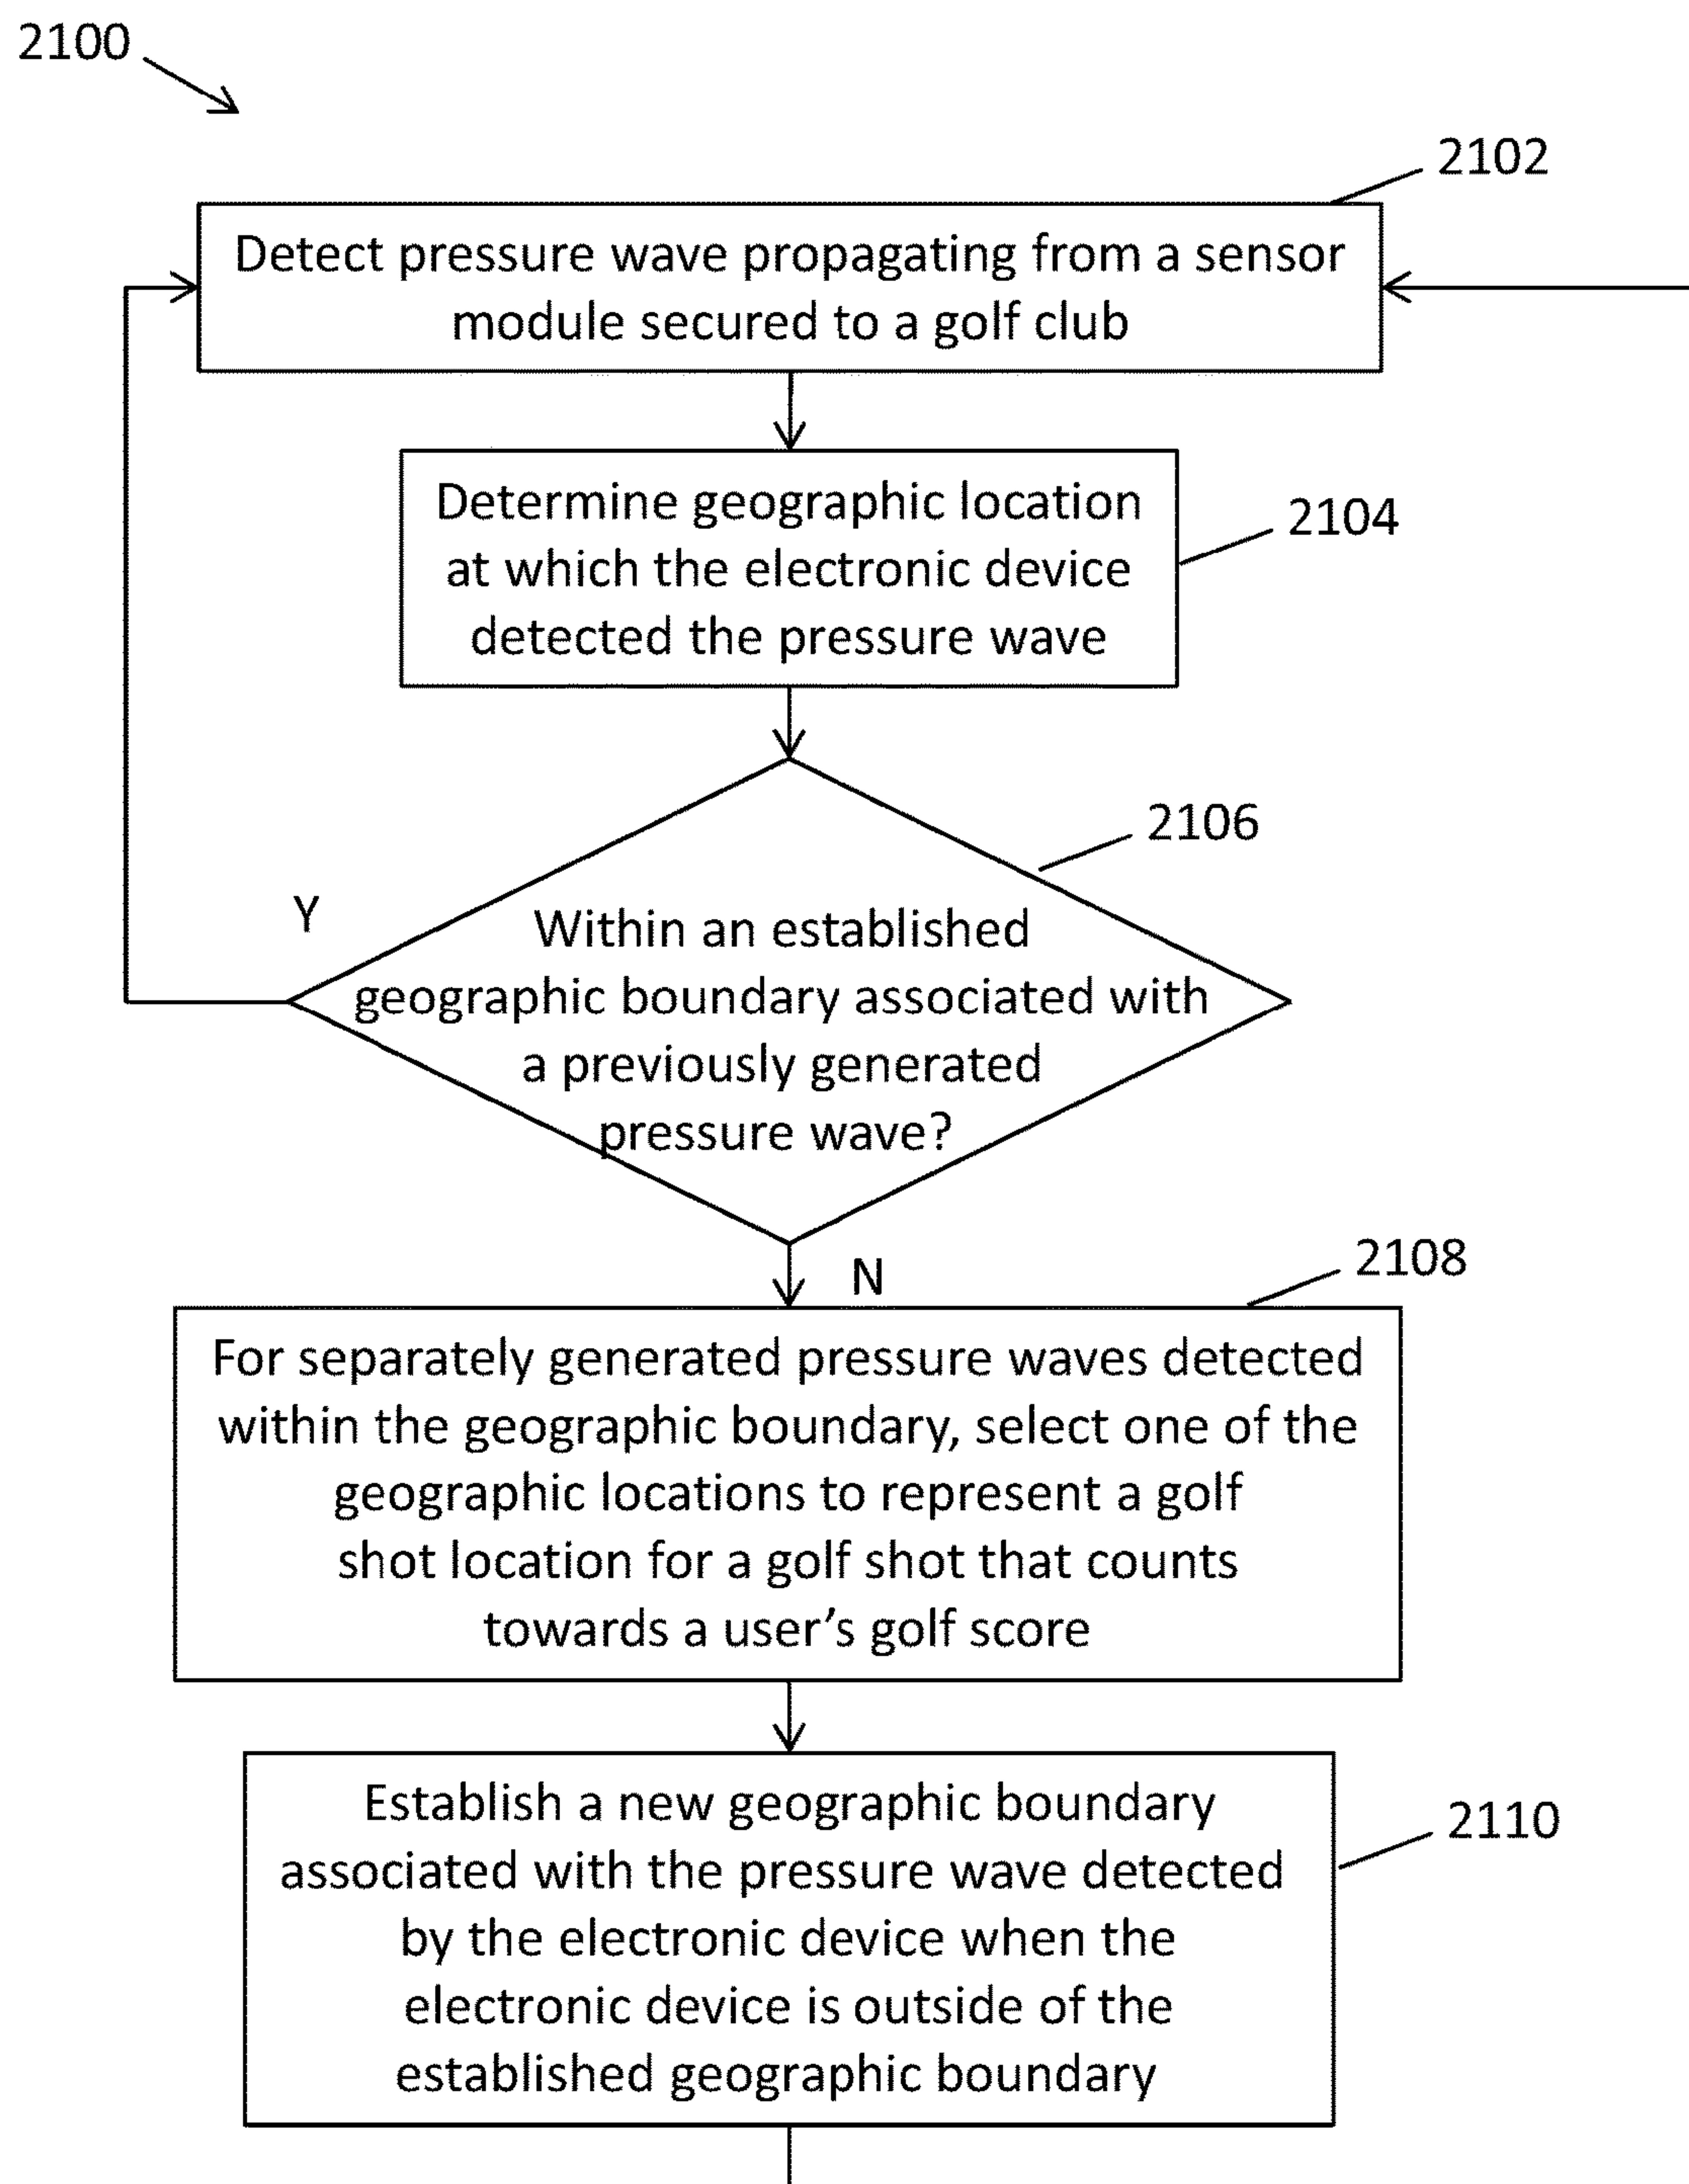 2100
2102
Detect pressure wave propagating from a sensor
module secured to a golf club
Determine geographic location
at which the electronic device
detected the pressure wave
2104
2106
Y
Within an established
geographic boundary associated with
a previously generated
pressure wave?
N
2108
For separately generated pressure waves detected
within the geographic boundary, select one of the
geographic locations to represent a golf
shot location for a golf shot that counts
towards a user’s golf score
Establish a new geographic boundary
associated with the pressure wave detected
by the electronic device when the
electronic device is outside of the
established geographic boundary
2110